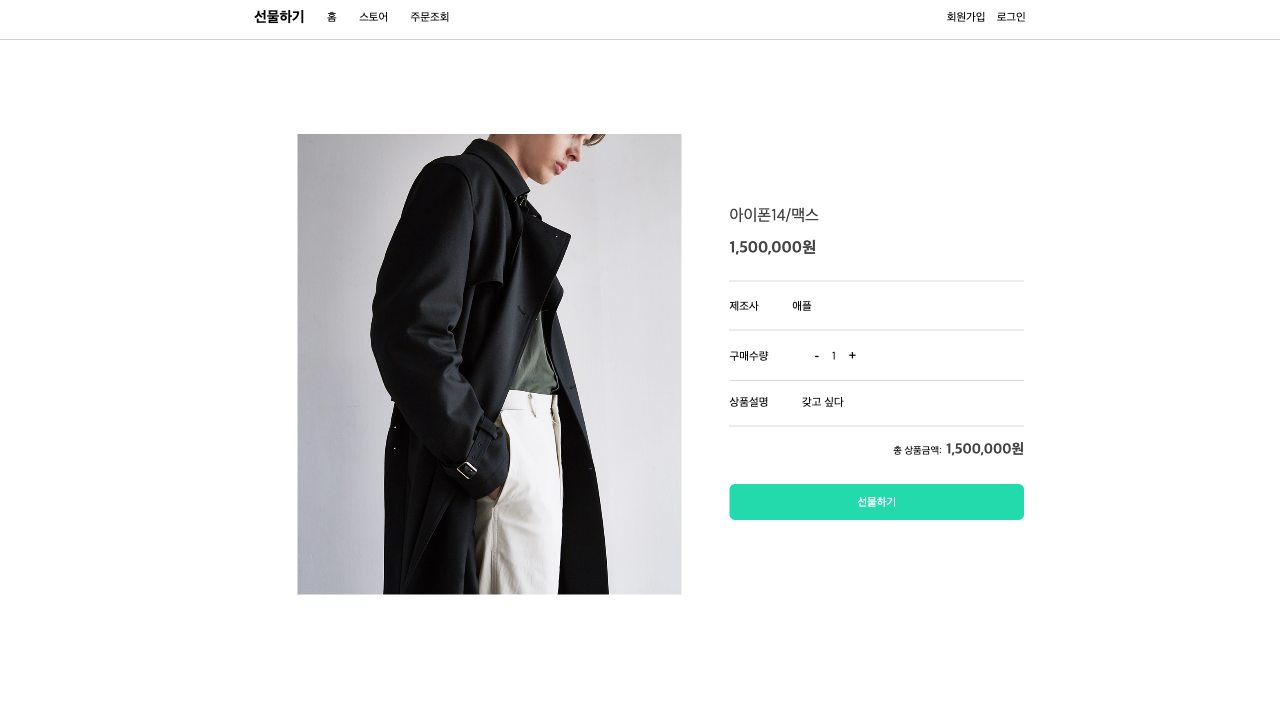 선물하기 홈 스토어 주문조회 회원가입 로그인
아이폰14/맥스
1,500,000원
제조사 애플
구매수량 - 1 +
상품설명 갖고 싶다
총 상품금액: 1,500,000원
선물하기